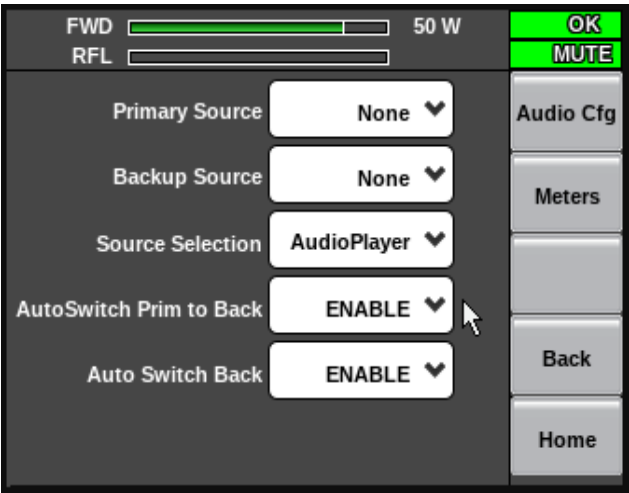 FWD 50 W OK
RFL MUTE
Primary Source None Audio Cfg
Backup Source None Meters
Source Selection AudioPlayer
AutoSwitch Prim to Back ENABLE
Auto Switch Back ENABLE Back
Home